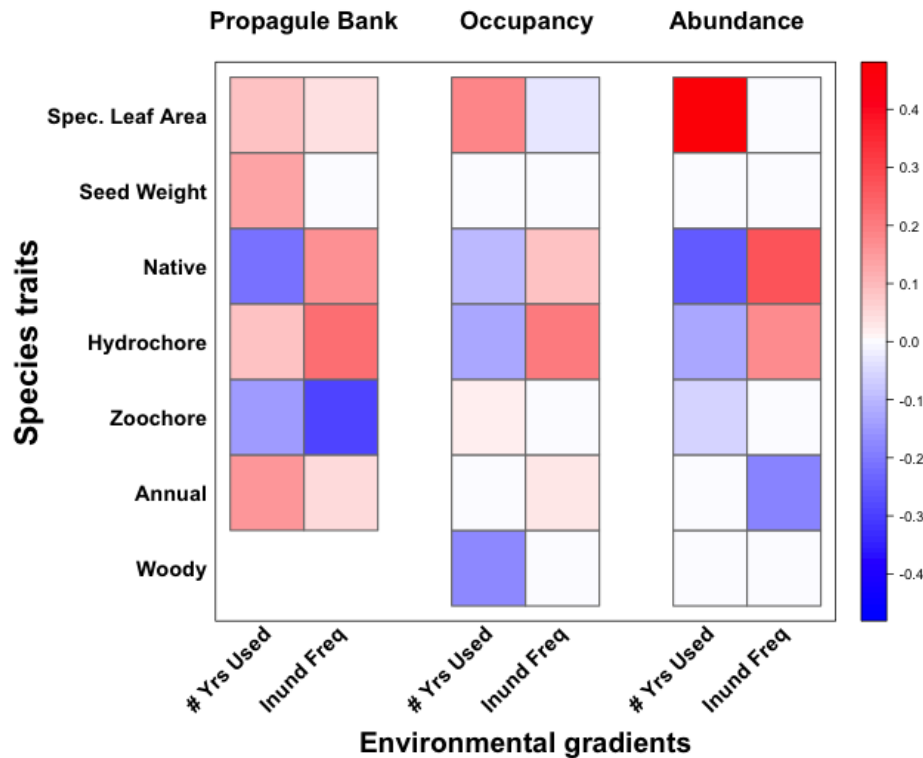 Propagule Bank Occupancy Abundance
Species traits
Spec. Leaf Area
Seed Weight
Native
Hydrochore
Zoochore
Annual
Woody
# Yrs Used Inund Freq # Yrs Used Inund Freq # Yrs Used Inund Freq
Environmental gradients
0.4
0.3
0.2
0.1
0.0
-0.1
-0.2
-0.3
-0.4